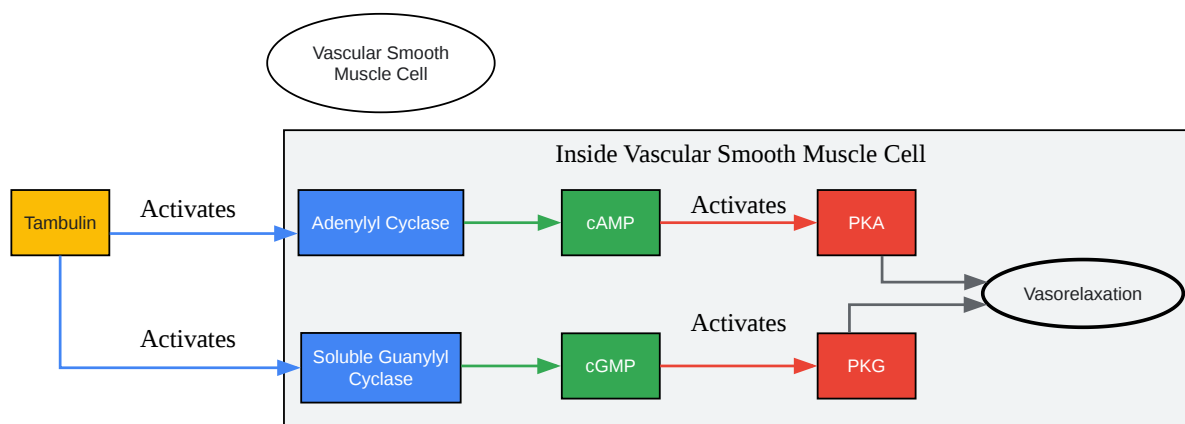 Vascular Smooth
Muscle Cell
Inside Vascular Smooth Muscle Cell
Tambulin
Activates
Adenylyl Cyclase
cAMP
Activates
PKA
Vasorelaxation
Activates
Soluble Guanylyl
Cyclase
cGMP
Activates
PKG